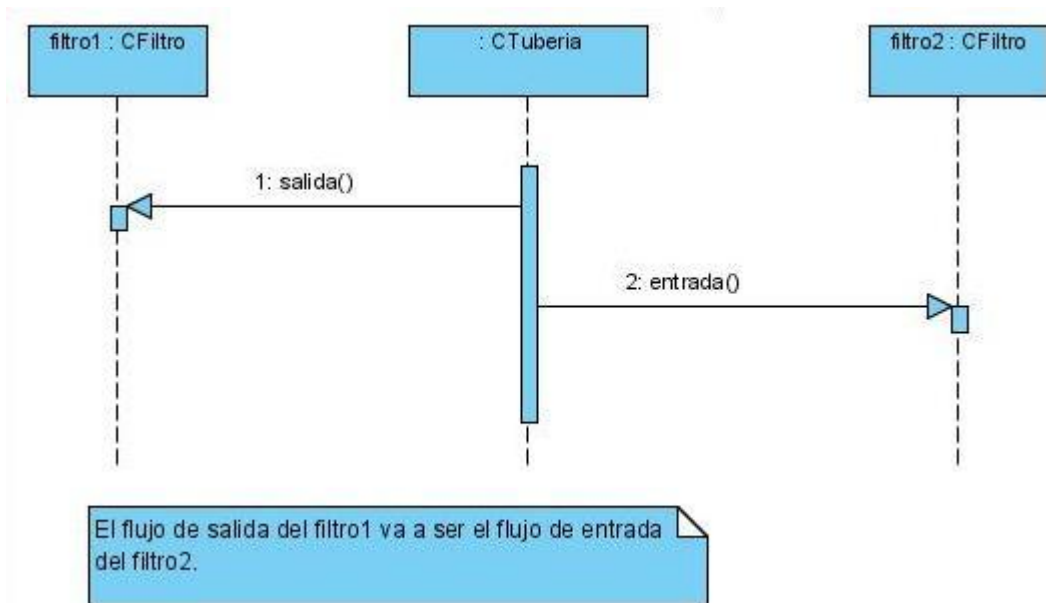 filtro1 : CFiltro
: CTuberia
filtro2 : CFiltro
1: salida()
2: entrada()
El flujo de salida del filtro1 va a ser el flujo de entrada
del filtro2.